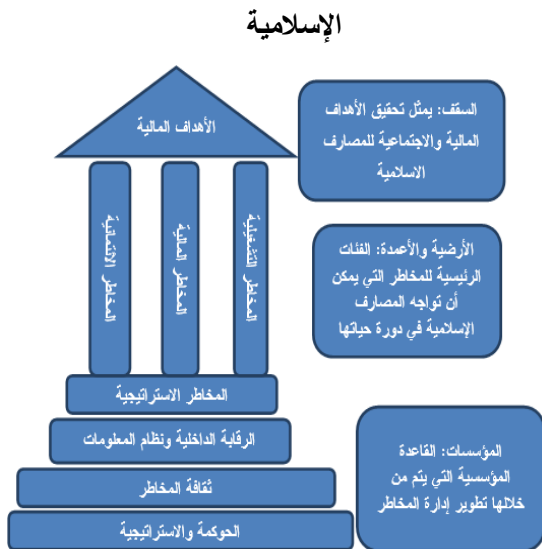 الإسلامية
الأهداف المالية
السقف: يمثل تحقيق الأهداف
المالية والاجتماعية للمصارف
الاسلامية
المخاطر التشغيلية
المخاطر المالية
المخاطر الائتمانية
الأرضية والأعمدة: الفئات
الرئيسية للمخاطر التي يمكن
أن تواجه المصارف
الإسلامية في دورة حياتها
المخاطر الاستراتيجية
الرقابة الداخلية ونظام المعلومات
ثقافة المخاطر
الحوكمة والاستراتيجية
المؤسسات: القاعدة
المؤسسية التي يتم من
خلالها تطوير إدارة المخاطر